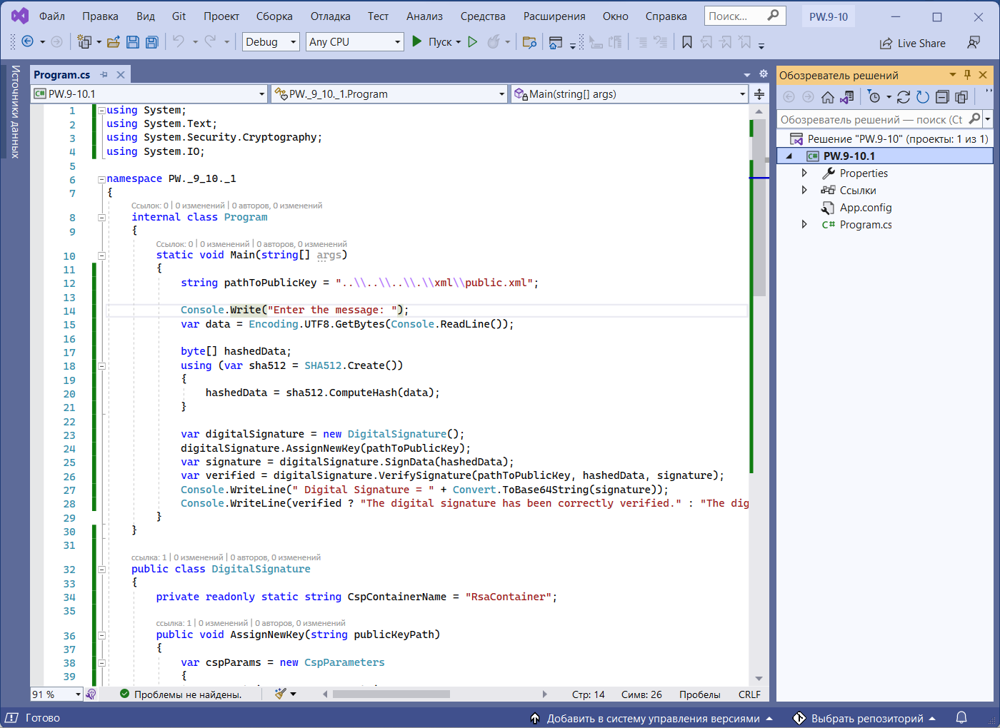 Файл Правка Вид Git Проект Сборка Отладка Тест Анализ Средства Расширения Окно Справка Поиск... PW.9-10
Debug Any CPU Пуск Live Share
Источники данных
Program.cs
PW.9-10.1 PW._9_10._1.Program Main(string[] args)
1 using System;
2 using System.Text;
3 using System.Security.Cryptography;
4 using System.IO;
5
6 namespace PW._9_10._1
7 {
Ссылок: 0 | 0 изменений | 0 авторов, 0 изменений
8 internal class Program
9 {
Ссылок: 0 | 0 изменений | 0 авторов, 0 изменений
10 static void Main(string[] args)
11 {
12 string pathToPublicKey = "..\\..\\..\\.\\xml\\public.xml";
13
14 Console.Write("Enter the message: ");
15 var data = Encoding.UTF8.GetBytes(Console.ReadLine());
16
17 byte[] hashedData;
18 using (var sha512 = SHA512.Create())
19 {
20 hashedData = sha512.ComputeHash(data);
21 }
22
23 var digitalSignature = new DigitalSignature();
24 digitalSignature.AssignNewKey(pathToPublicKey);
25 var signature = digitalSignature.SignData(hashedData);
26 var verified = digitalSignature.VerifySignature(pathToPublicKey, hashedData, signature);
27 Console.WriteLine(" Digital Signature = " + Convert.ToBase64String(signature));
28 Console.WriteLine(verified ? "The digital signature has been correctly verified." : "The dig
29 }
30 }
31
ссылка: 1 | 0 изменений | 0 авторов, 0 изменений
32 public class DigitalSignature
33 {
34 private readonly static string CspContainerName = "RsaContainer";
35
ссылка: 1 | 0 изменений | 0 авторов, 0 изменений
36 public void AssignNewKey(string publicKeyPath)
37 {
38 var cspParams = new CspParameters
39 {
91 % Проблемы не найдены. Стр: 14 Симв: 26 Пробелы CRLF
Обозреватель решений
Обозреватель решений — поиск (Ct
Решение "PW.9-10" (проекты: 1 из 1)
C# PW.9-10.1
Properties
Ссылки
App.config
C# Program.cs
Готово Добавить в систему управления версиями Выбрать репозиторий